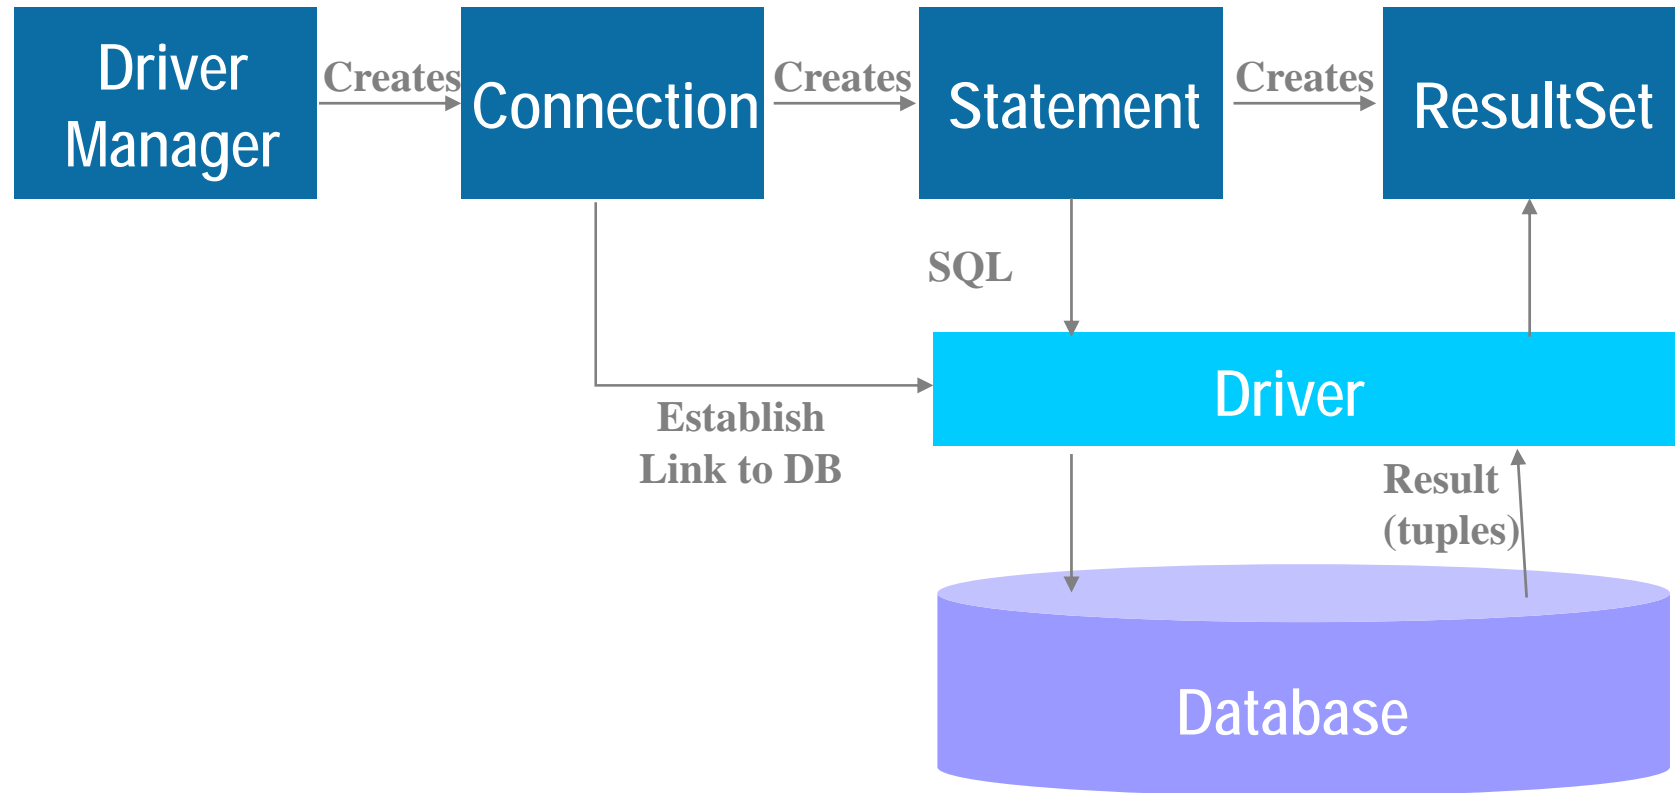 Driver
Manager
Creates
Connection
Creates
Statement
Creates
ResultSet
SQL
Driver
Establish
Link to DB
Result
(tuples)
Database